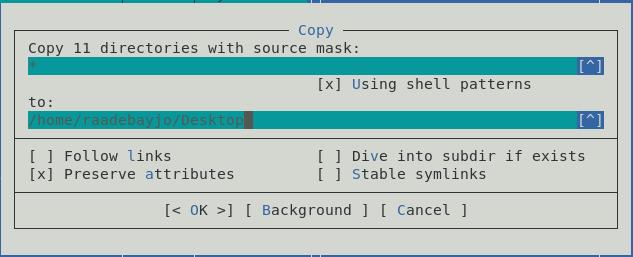 Copy
Copy 11 directories with source mask:
* [^]
[x] Using shell patterns
to:
/home/raadebayjo/Desktop [^]
[ ] Follow links [ ] Dive into subdir if exists
[x] Preserve attributes [ ] Stable symlinks
[< OK >] [ Background ] [ Cancel ]